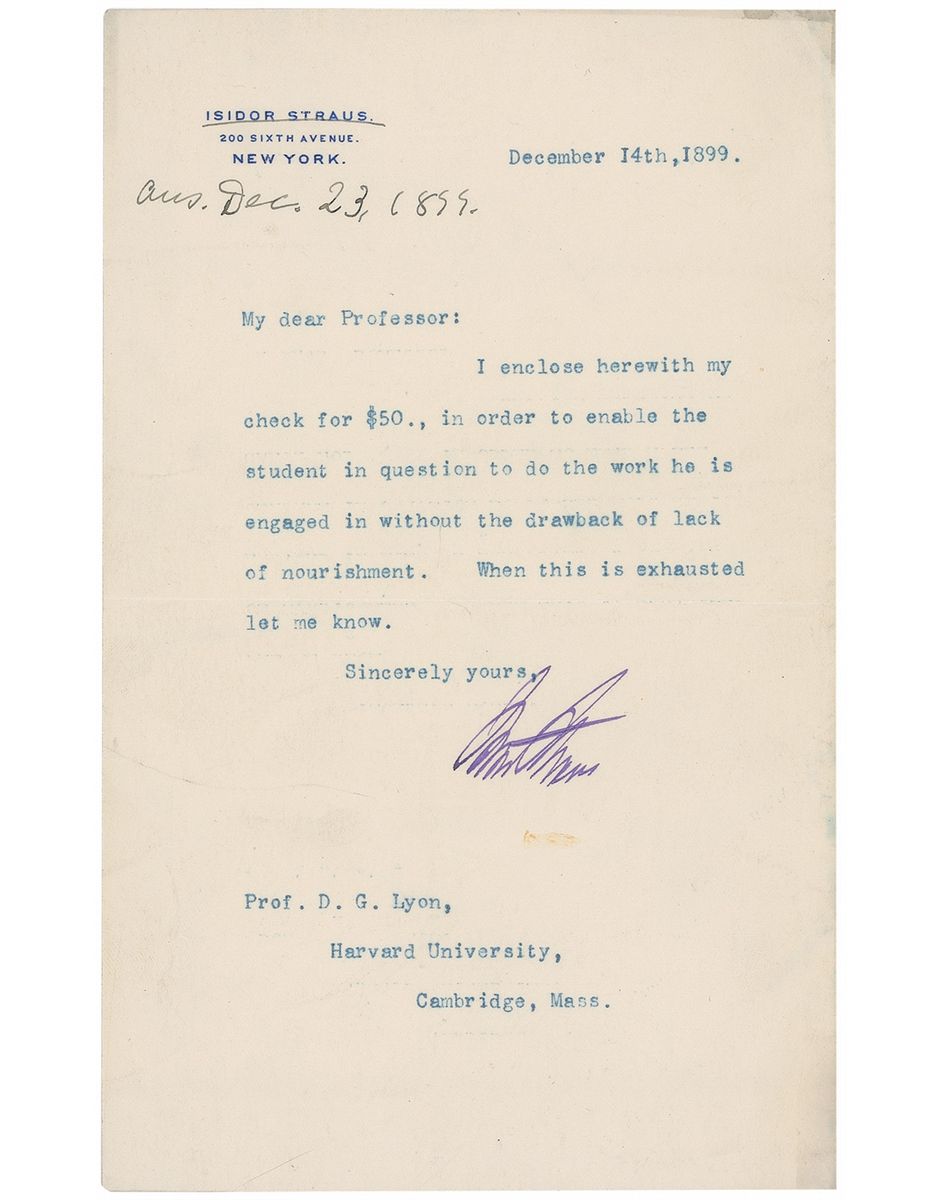 ISIDOR STRAUS.
200 SIXTH AVENUE.
NEW YORK.
December 14th, 1899.
ans. Dec. 23, 1899.
My dear Professor:
I enclose herewith my
check for $50., in order to enable the
student in question to do the work he is
engaged in without the drawback of lack
of nourishment. When this is exhausted
let me know.
Sincerely yours,
Isidor Straus
Prof. D. G. Lyon,
Harvard University,
Cambridge, Mass.